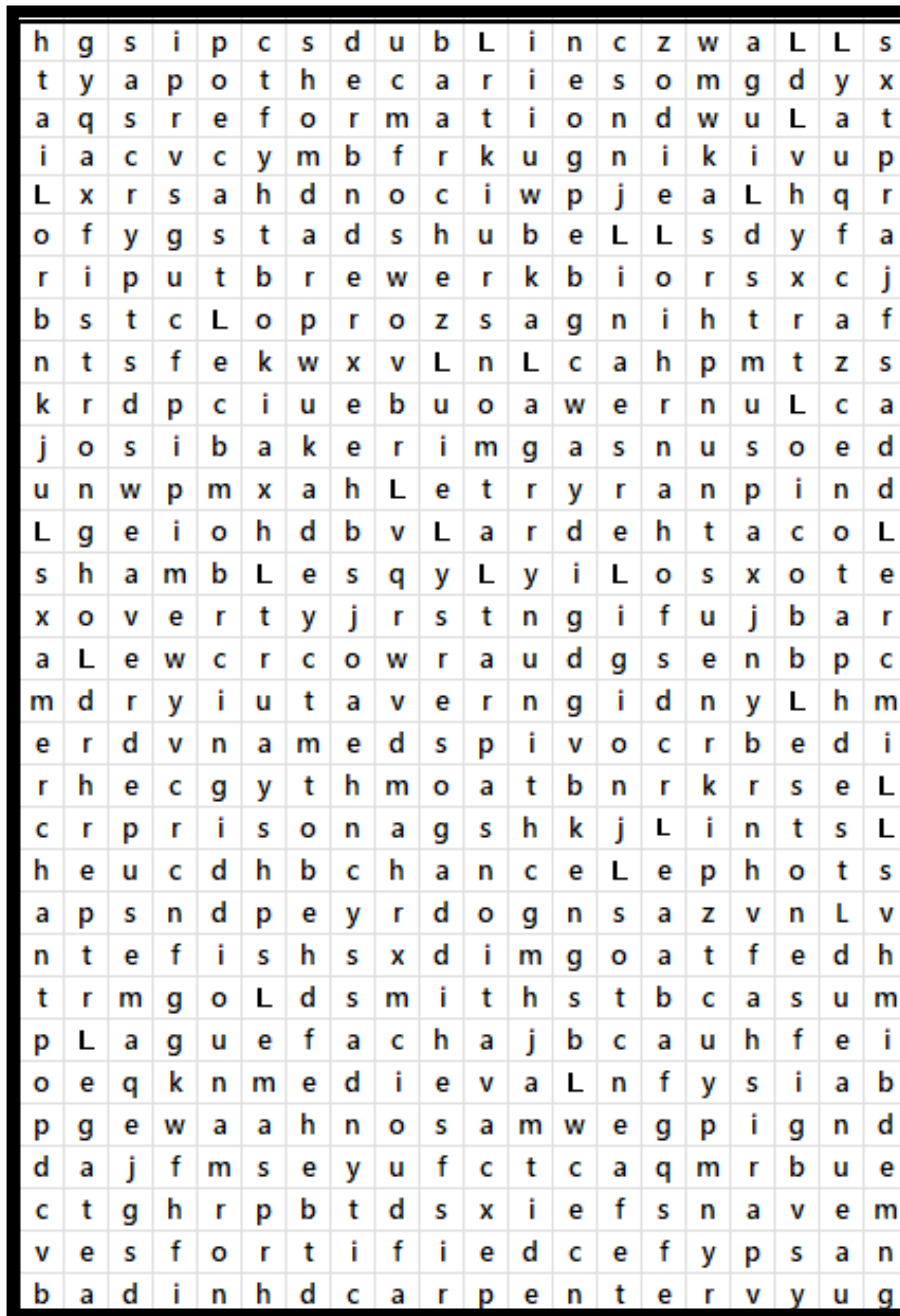 h g s i p c s d u b L i n c z w a L L s
t y a p o t h e c a r i e s o m g d y x
a q s r e f o r m a t i o n d w u L a t
i a c v c y m b f r k u g n i k i v u p
L x r s a h d n o c i w p j e a L h q r
o f y g s t a d s h u b e L L s d y f a
r i p u t b r e w e r k b i o r s x c j
b s t c L o p r o z s a g n i h t r a f
n t s f e k w x v L n L c a h p m t z s
k r d p c i u e b u o a w e r n u L c a
j o s i b a k e r i m g a s n u s o e d
u n w p m x a h L e t r y r a n p i n d
L g e i o h d b v L a r d e h t a c o L
s h a m b L e s q y L y i L o s x o t e
x o v e r t y j r s t n g i f u j b a r
a L e w c r c o w r a u d g s e n b p c
m d r y i u t a v e r n g i d n y L h m
e r d v n a m e d s p i v o c r b e d i
r h e c g y t h m o a t b n r k r s e L
c r p r i s o n a g s h k j L i n t s L
h e u c d h b c h a n c e L e p h o t s
a p s n d p e y r d o g n s a z v n L v
n t e f i s h s x d i m g o a t f e d h
t r m g o L d s m i t h s t b c a s u m
p L a g u e f a c h a j b c a u h f e i
o e q k n m e d i e v a L n f y s i a b
p g e w a a h n o s a m w e g p i g n d
d a j f m s e y u f c t c a q m r b u e
c t g h r p b t d s x i e f s n a v e m
v e s f o r t i f i e d c e f y p s a n
b a d i n h d c a r p e n t e r v y u g